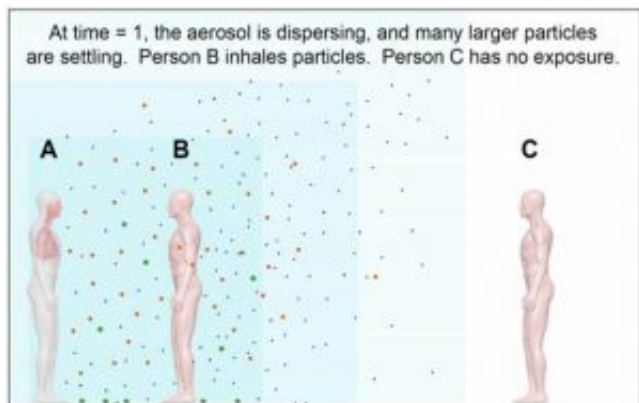 At time = 1, the aerosol is dispersing, and many larger particles
are settling. Person B inhales particles. Person C has no exposure.
A
B
C